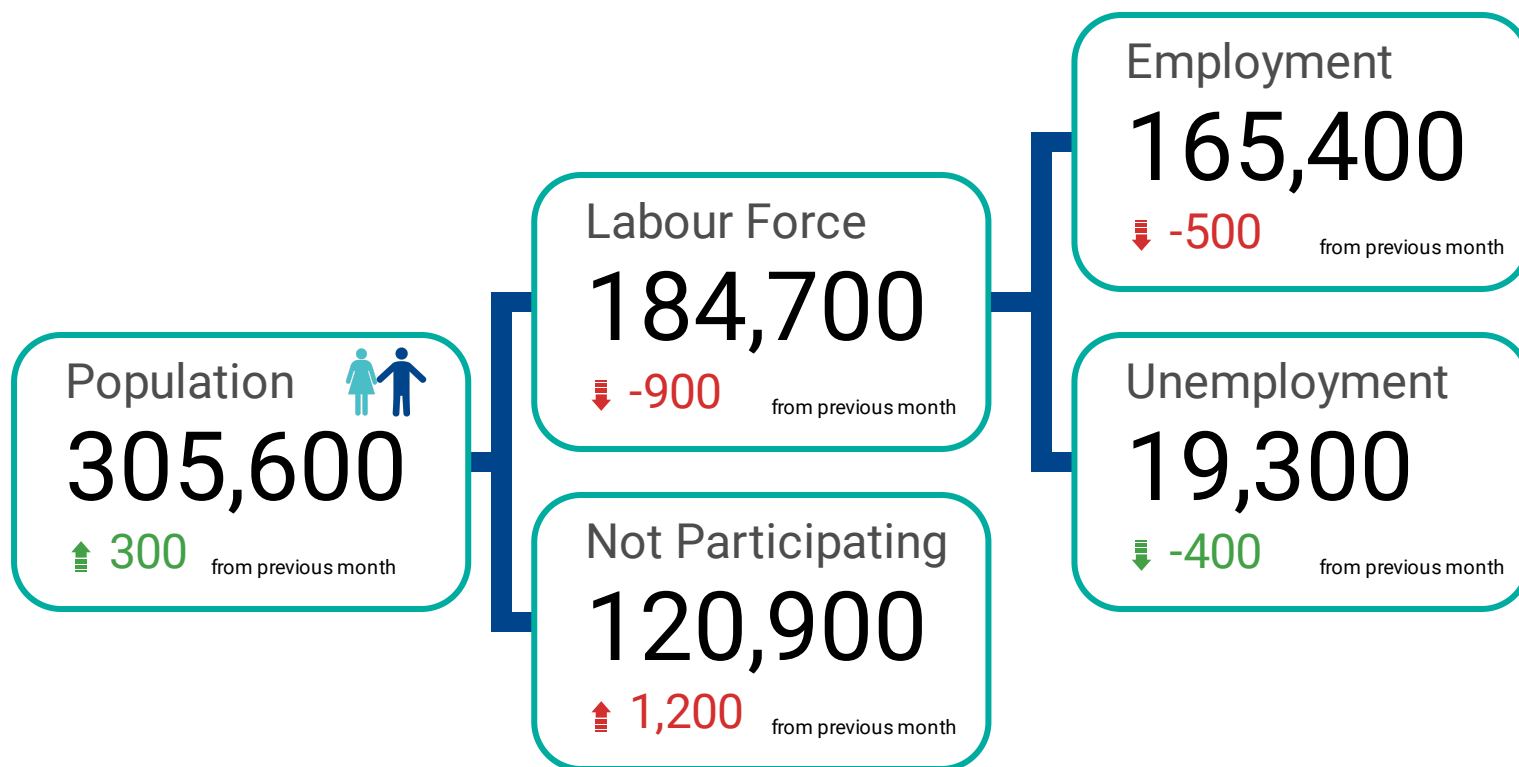 Population
305,600
300 from previous month
Labour Force
184,700
-900 from previous month
Not Participating
120,900
1,200 from previous month
Employment
165,400
-500 from previous month
Unemployment
19,300
-400 from previous month